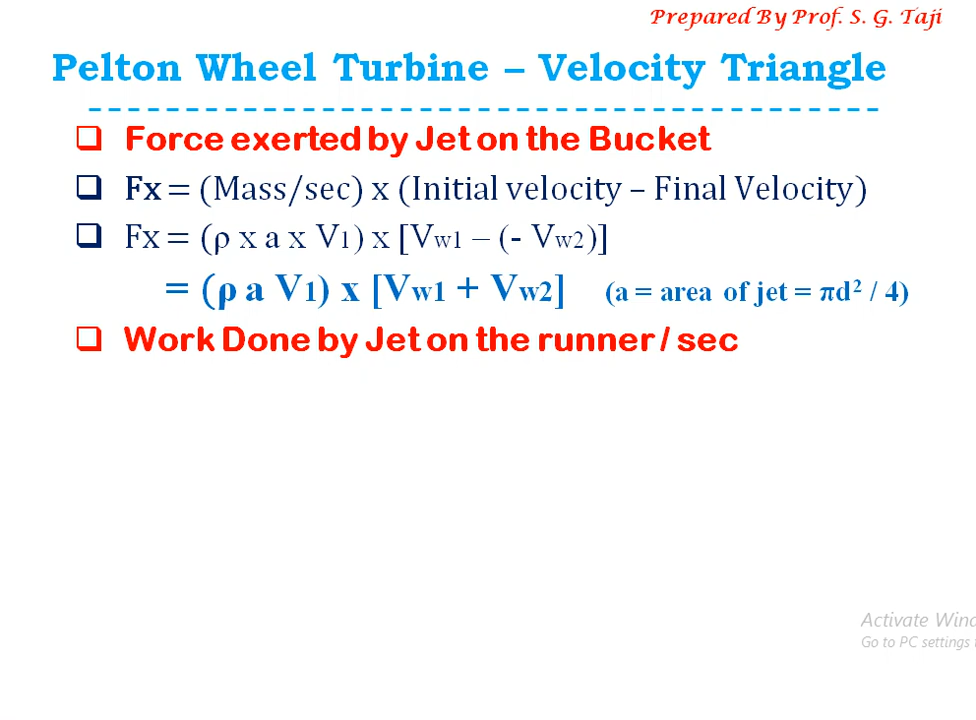 Prepared By Prof. S. G. Taji
Pelton Wheel Turbine – Velocity Triangle
❑ Force exerted by Jet on the Bucket
❑ Fx = (Mass/sec) x (Initial velocity – Final Velocity)
❑ Fx = (ρ x a x V1) x [Vw1 – (- Vw2)]
= (ρ a V1) x [Vw1 + Vw2] (a = area of jet = πd² / 4)
❑ Work Done by Jet on the runner / sec
Activate
Go to PC settings